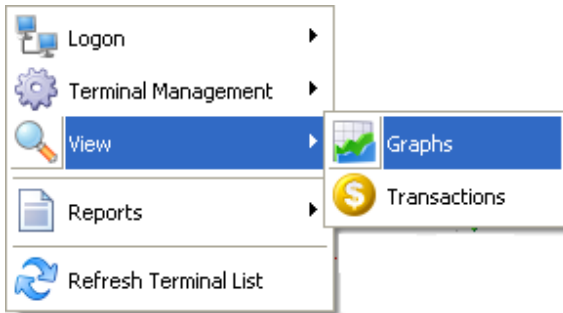 Logon
Terminal Management
View
Graphs
Transactions
Reports
Refresh Terminal List